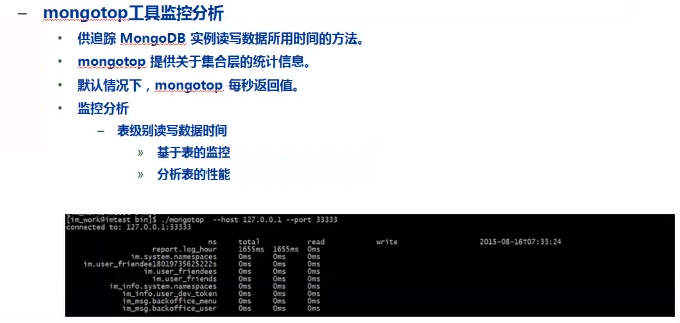 – mongotop工具监控分析
• 供追踪 MongoDB 实例读写数据所用时间的方法。
• mongotop 提供关于集合层的统计信息。
• 默认情况下，mongotop 每秒返回值。
• 监控分析
– 表级别读写数据时间
» 基于表的监控
» 分析表的性能
[im_work@imtest bin]$ ./mongotop --host 127.0.0.1 --port 33333
connected to: 127.0.0.1:33333
ns total read write 2015-08-16T07:33:24
report.log_hour 1655ms 1655ms 0ms
im.system.namespaces 0ms 0ms 0ms
im.user_friendee18019735625222s 0ms 0ms 0ms
im.user_friendees 0ms 0ms 0ms
im.user_friends 0ms 0ms 0ms
im_info.system.namespaces 0ms 0ms 0ms
im_info.user_dev_token 0ms 0ms 0ms
im_msg.backoffice_menu 0ms 0ms 0ms
im_msg.backoffice_user 0ms 0ms 0ms